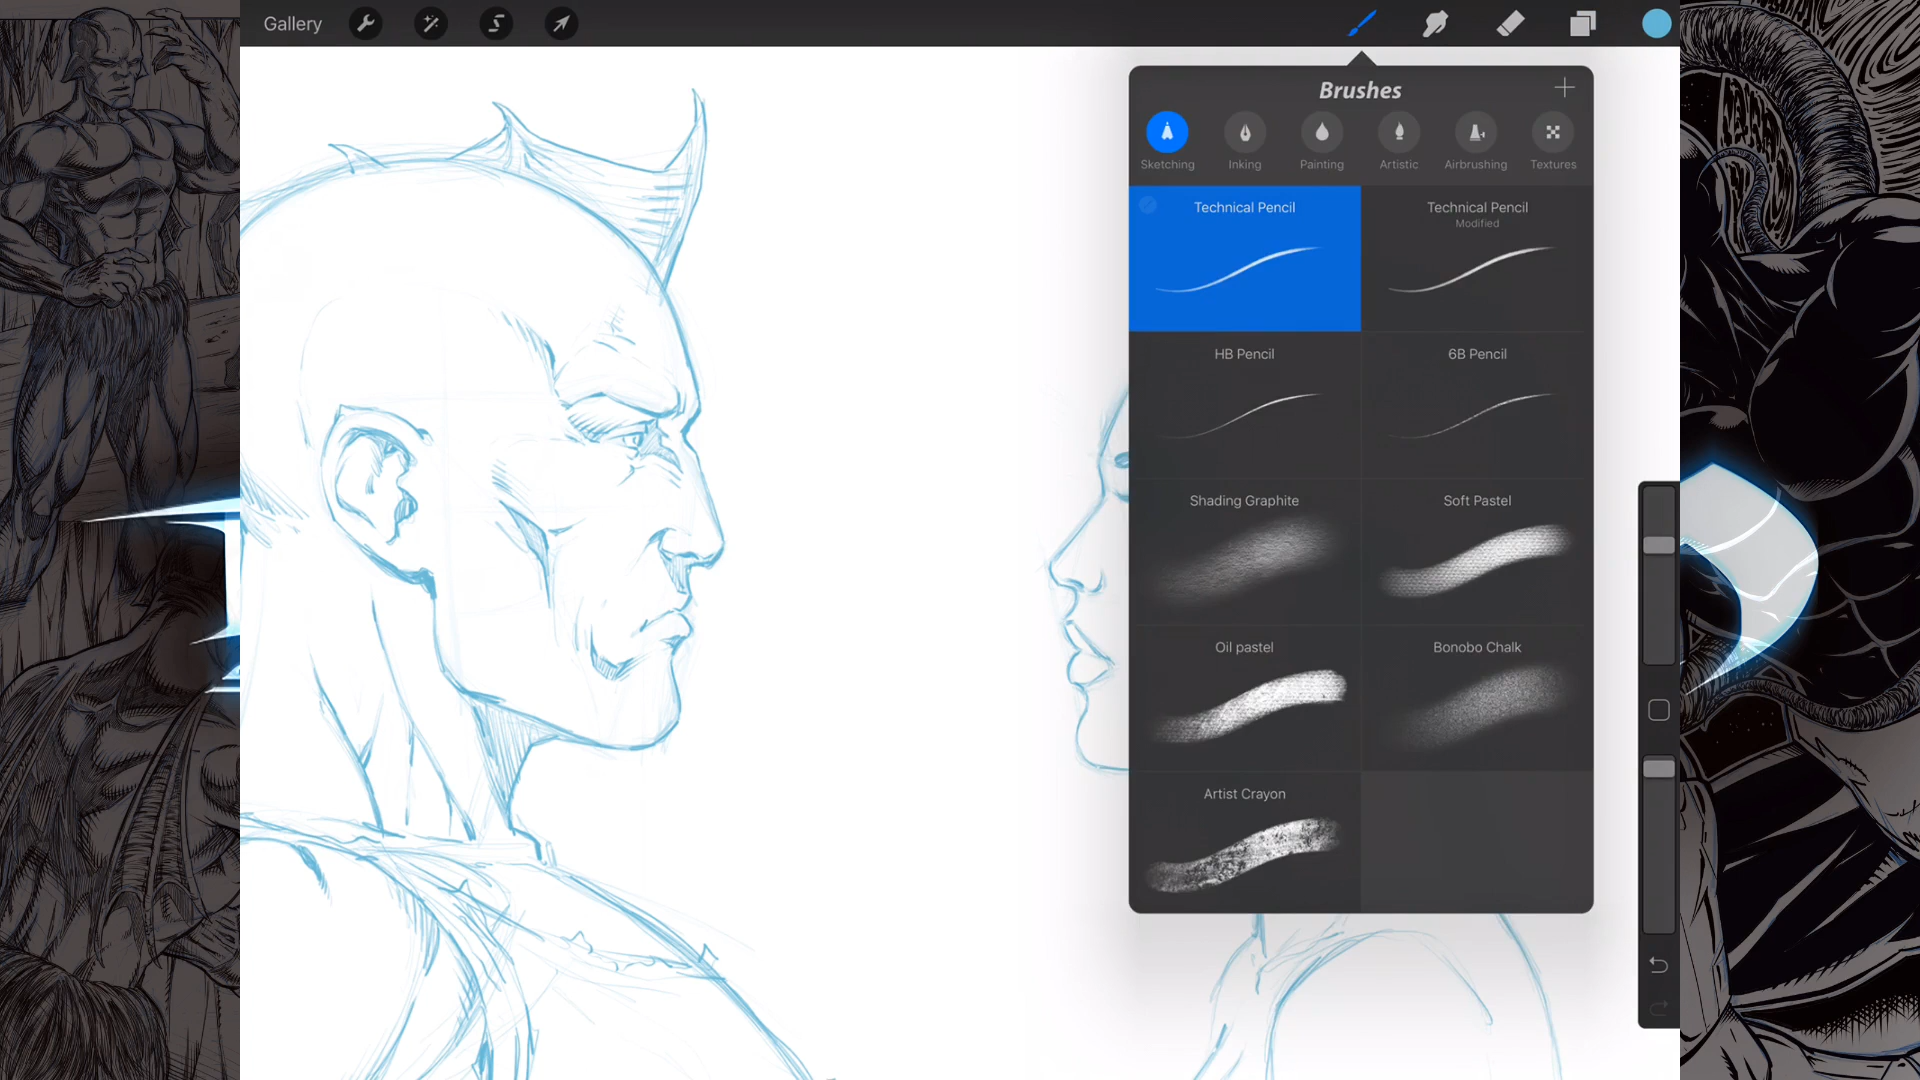 Gallery
Brushes
Sketching
Inking
Painting
Artistic
Airbrushing
Textures
Technical Pencil
Technical Pencil
Modified
HB Pencil
6B Pencil
Shading Graphite
Soft Pastel
Oil pastel
Bonobo Chalk
Artist Crayon